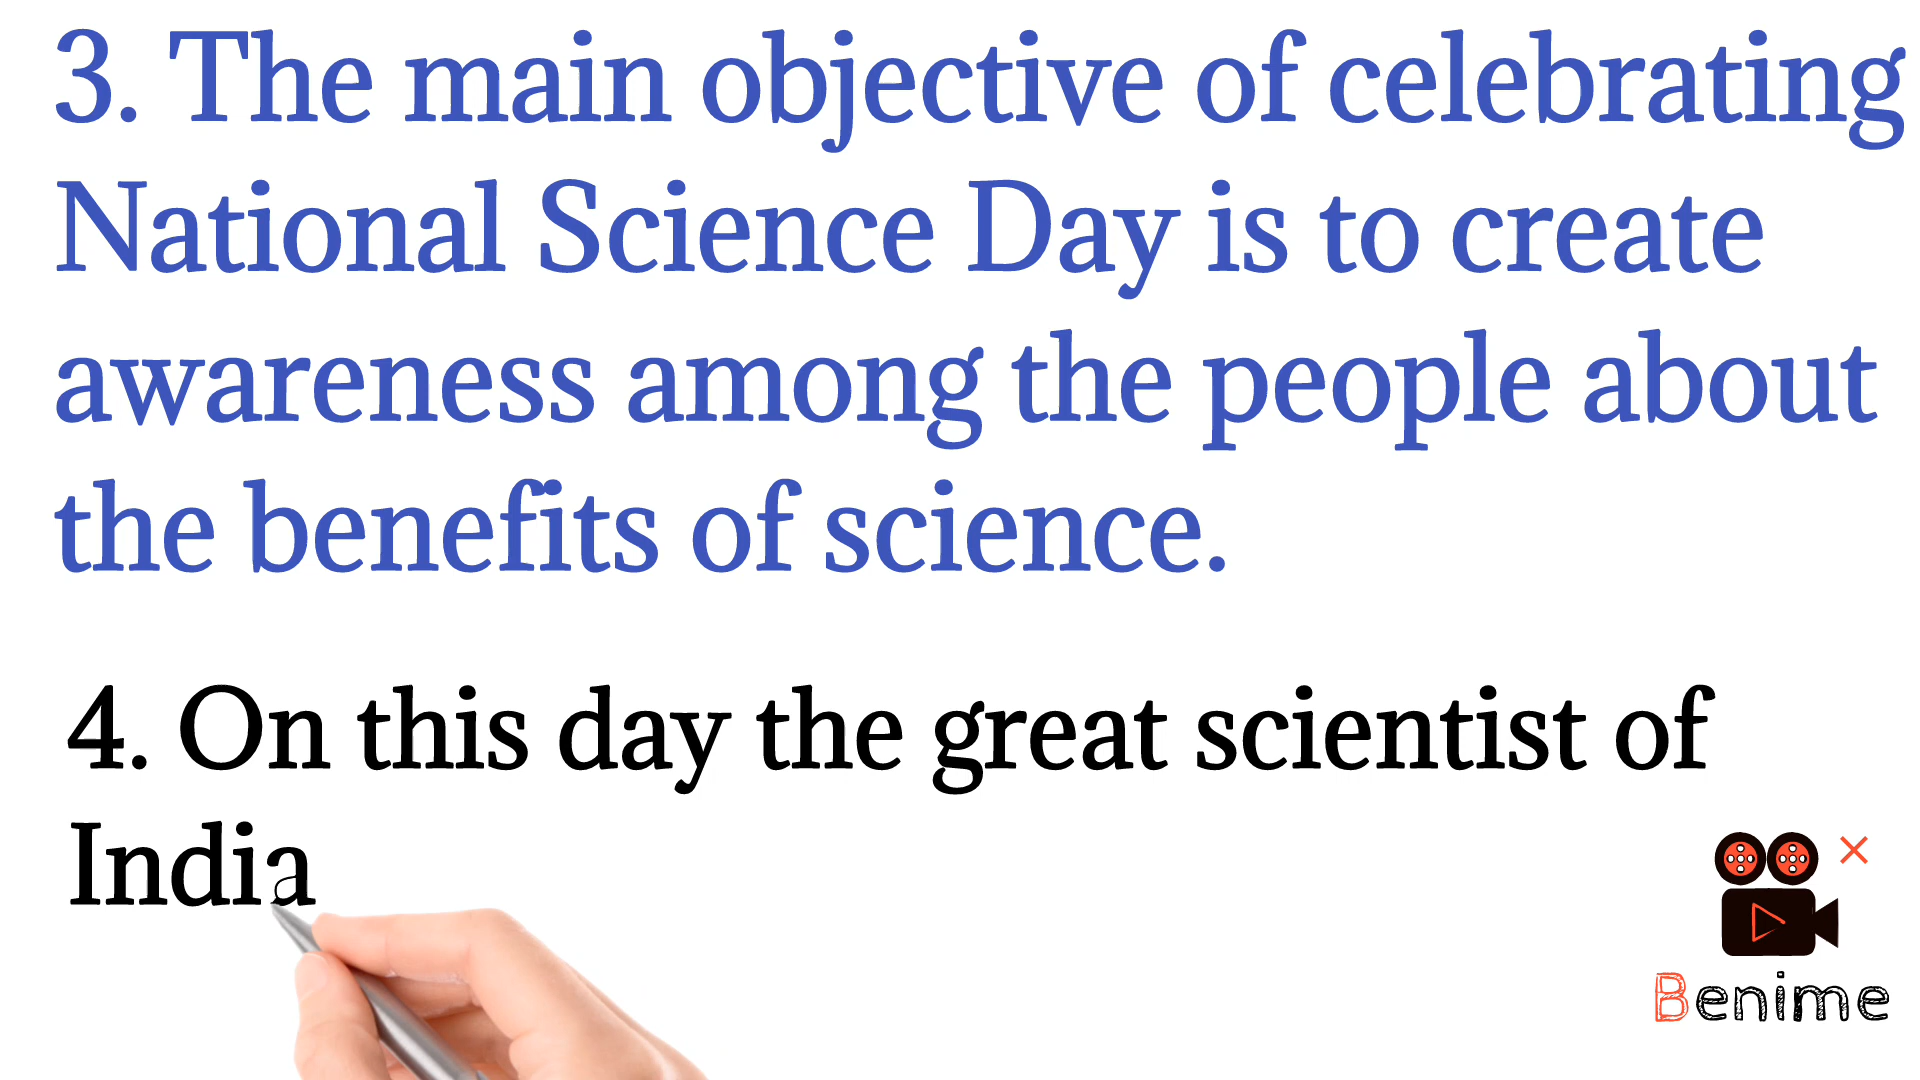 3. The main objective of celebrating
National Science Day is to create
awareness among the people about
the benefits of science.
4. On this day the great scientist of
India
Benime